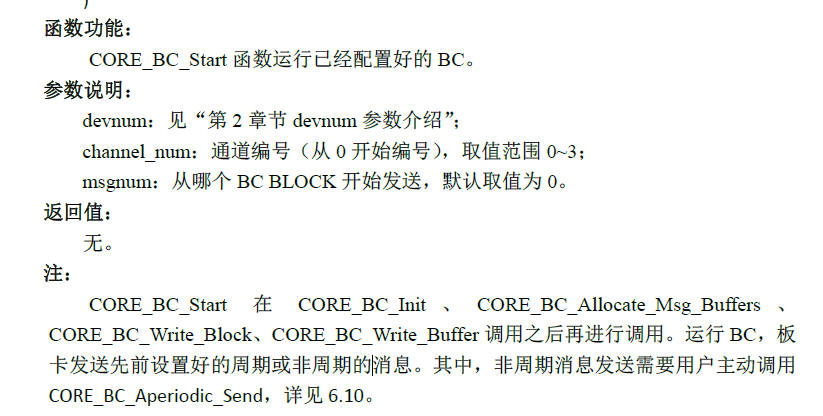 )
函数功能：
CORE_BC_Start 函数运行已经配置好的 BC。
参数说明：
devnum：见“第 2 章节 devnum 参数介绍”；
channel_num：通道编号（从 0 开始编号），取值范围 0~3；
msgnum：从哪个 BC BLOCK 开始发送，默认取值为 0。
返回值：
无。
注：
CORE_BC_Start 在 CORE_BC_Init 、 CORE_BC_Allocate_Msg_Buffers 、
CORE_BC_Write_Block、CORE_BC_Write_Buffer 调用之后再进行调用。运行 BC，板
卡发送先前设置好的周期或非周期的消息。其中，非周期消息发送需要用户主动调用
CORE_BC_Aperiodic_Send，详见 6.10。